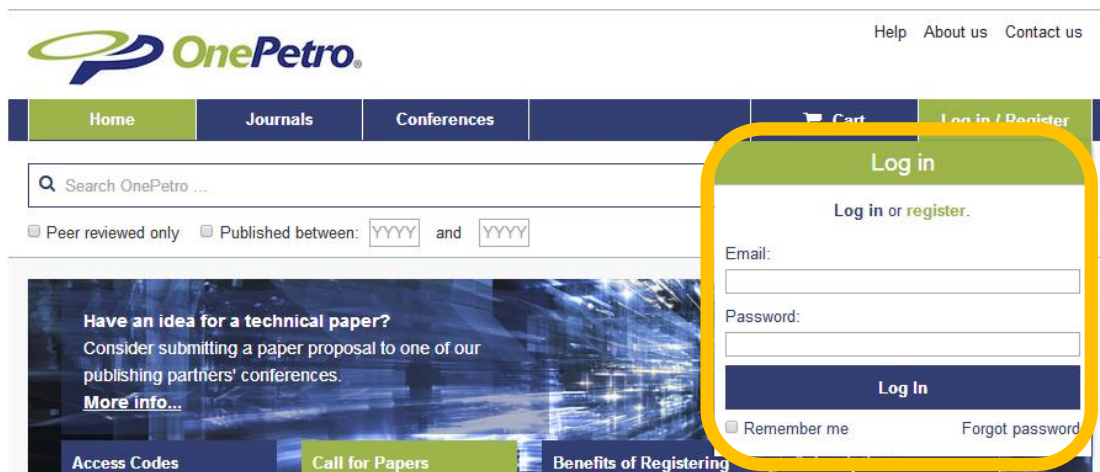 Help About us Contact us
OnePetro®
Home Journals Conferences Cart Log in / Register
Search OnePetro ...
Peer reviewed only Published between: YYYY and YYYY
Log in
Log in or register.
Email:
Password:
Log In
Remember me Forgot password
Have an idea for a technical paper?
Consider submitting a paper proposal to one of our
publishing partners' conferences.
More info...
Access Codes Call for Papers Benefits of Registering